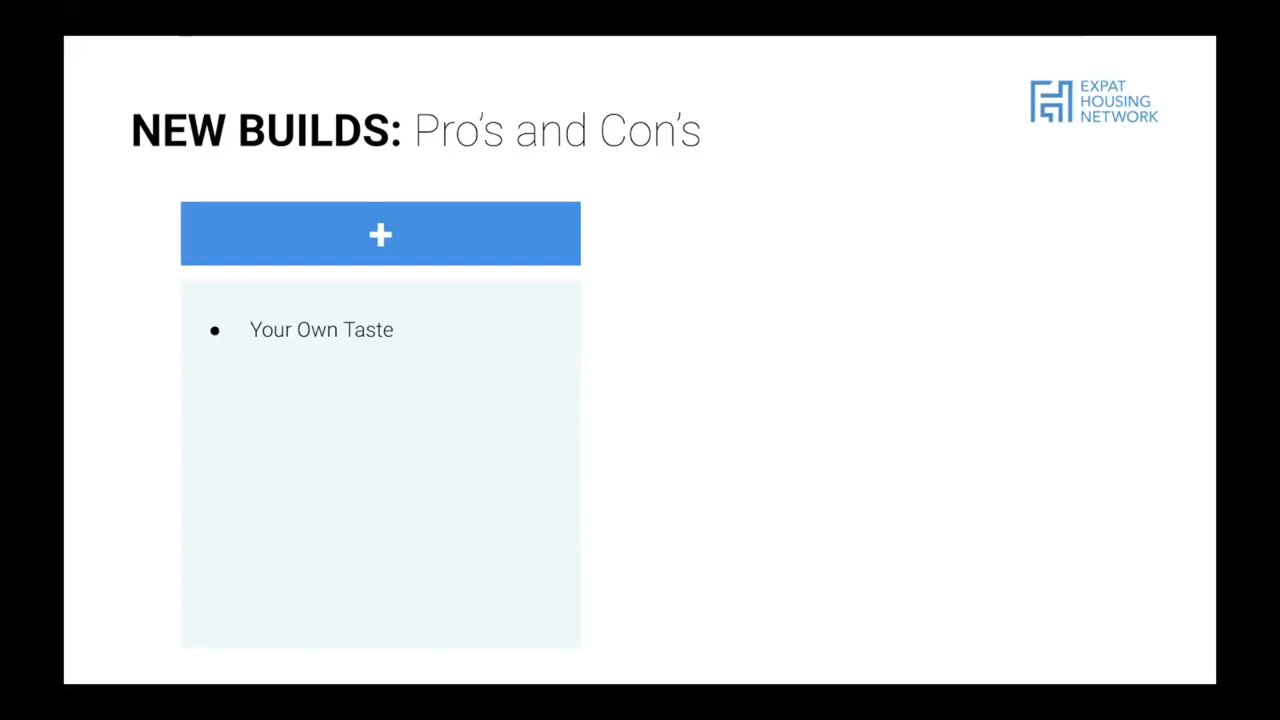 NEW BUILDS: Pro's and Con's
EXPAT
HOUSING
NETWORK
+
● Your Own Taste